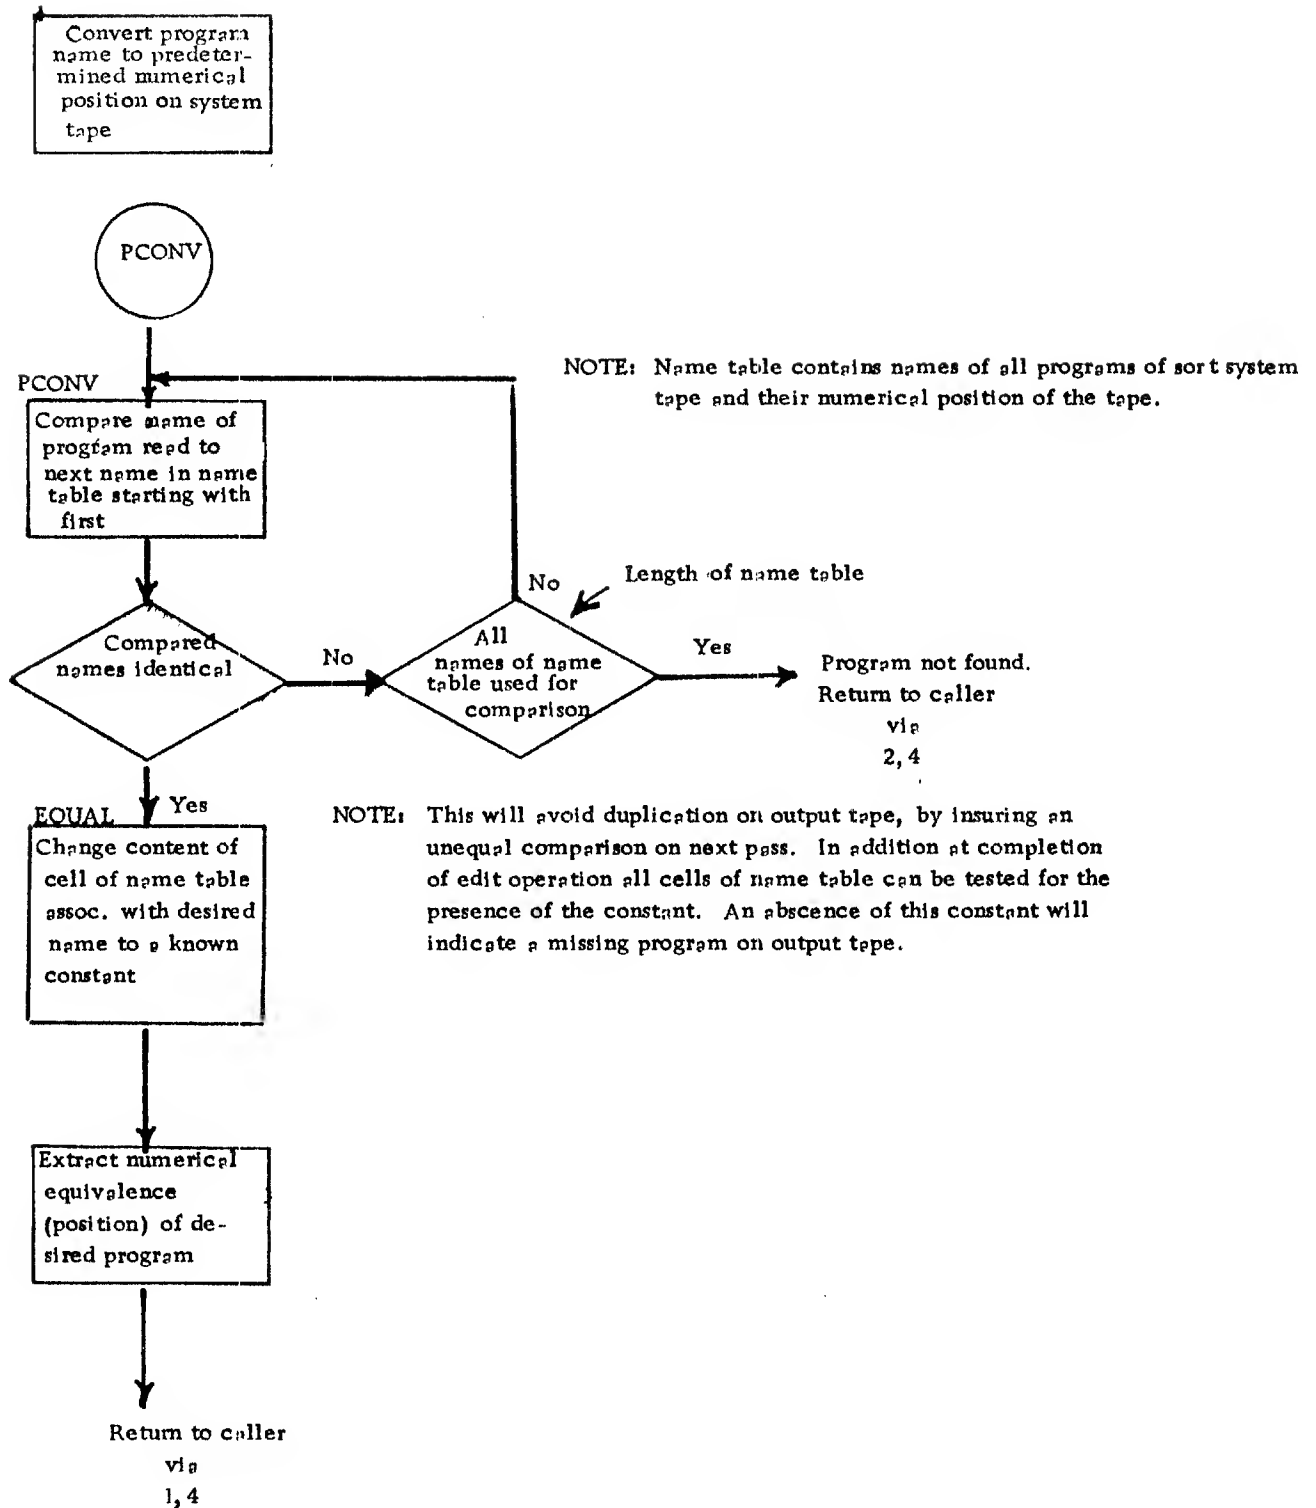 Convert program
name to predeter-
mined numerical
position on system
tape
PCONV
NOTE: Name table contains names of all programs of sort system
tape and their numerical position of the tape.
PCONV
Compare name of
program read to
next name in name
table starting with
first
Length of name table
No
Compared
names identical
No
All
names of name
table used for
comparison
Yes
Program not found.
Return to caller
via
2, 4
Yes
EQUAL
Change content of
cell of name table
assoc. with desired
name to a known
constant
NOTE: This will avoid duplication on output tape, by insuring an
unequal comparison on next pass. In addition at completion
of edit operation all cells of name table can be tested for the
presence of the constant. An abscence of this constant will
indicate a missing program on output tape.
Extract numerical
equivalence
(position) of de-
sired program
Return to caller
via
1, 4